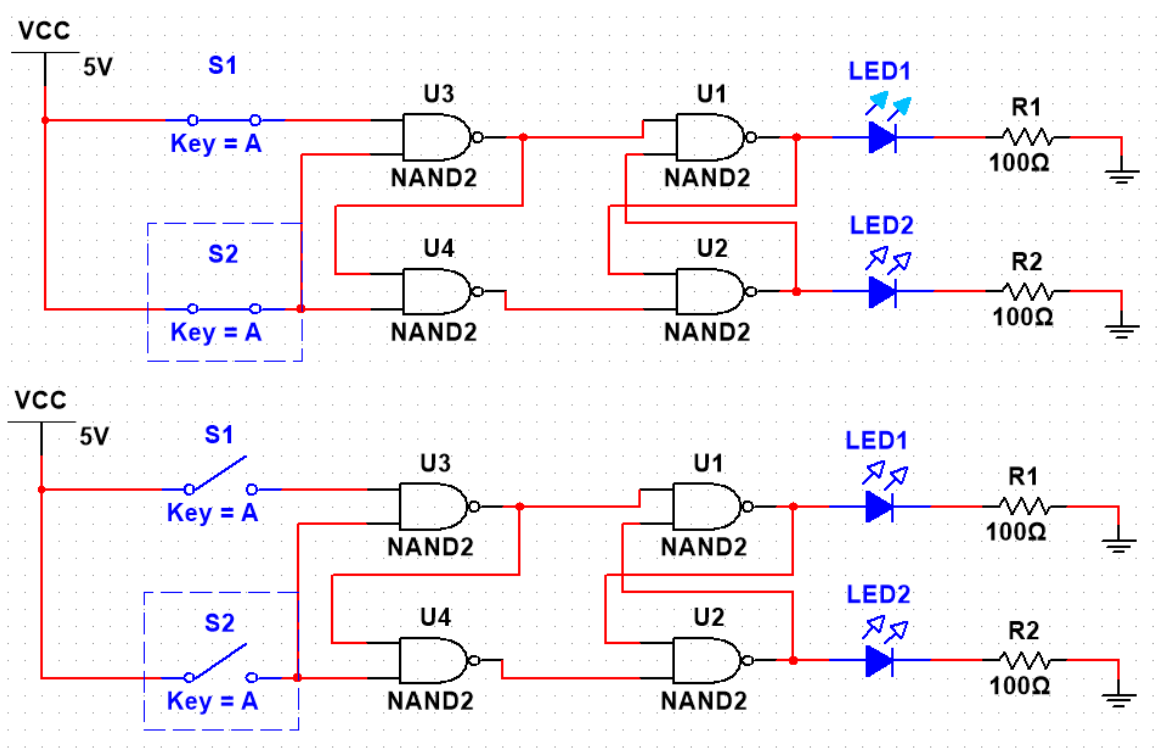 VCC
5V
S1
Key = A
U3
NAND2
U1
NAND2
LED1
R1
100Ω
S2
Key = A
U4
NAND2
U2
NAND2
LED2
R2
100Ω
VCC
5V
S1
Key = A
U3
NAND2
U1
NAND2
LED1
R1
100Ω
S2
Key = A
U4
NAND2
U2
NAND2
LED2
R2
100Ω